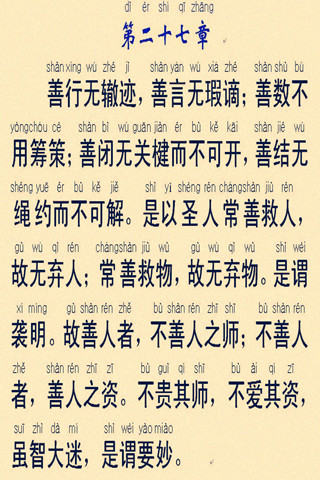 dì èr shí qī zhāng
第二十七章
shàn xíng wú zhé jì shàn yán wú xiá zhé shàn shǔ bù
善行无辙迹，善言无瑕谪；善数不
yòng chóu cè shàn bì wú guān jiàn ér bù kě kāi shàn jié wú
用筹策；善闭无关楗而不可开，善结无
shéng yuē ér bù kě jiě shì yǐ shèng rén cháng shàn jiù rén
绳约而不可解。是以圣人常善救人，
gù wú qì rén cháng shàn jiù wù gù wú qì wù shì wèi
故无弃人；常善救物，故无弃物。是谓
xí míng gù shàn rén zhě bù shàn rén zhī shī bù shàn rén
袭明。故善人者，不善人之师；不善人
zhě shàn rén zhī zī bù guì qí shī bù ài qí zī
者，善人之资。不贵其师，不爱其资，
suī zhì dà mí shì wèi yào miào
虽智大迷，是谓要妙。